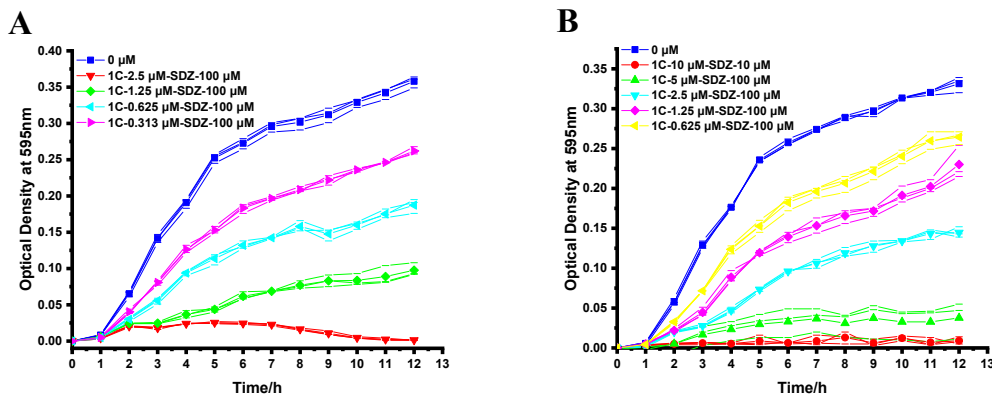 A
0.40
0.35
0.30
0.25
0.20
0.15
0.10
0.05
0.00
Optical Density at 595nm
0 μM
1C-2.5 μM-SDZ-100 μM
1C-1.25 μM-SDZ-100 μM
1C-0.625 μM-SDZ-100 μM
1C-0.313 μM-SDZ-100 μM
0 1 2 3 4 5 6 7 8 9 10 11 12 13
Time/h
B
0.35
0.30
0.25
0.20
0.15
0.10
0.05
0.00
Optical Density at 595nm
0 μM
1C-10 μM-SDZ-10 μM
1C-5 μM-SDZ-100 μM
1C-2.5 μM-SDZ-100 μM
1C-1.25 μM-SDZ-100 μM
1C-0.625 μM-SDZ-100 μM
0 1 2 3 4 5 6 7 8 9 10 11 12 13
Time/h